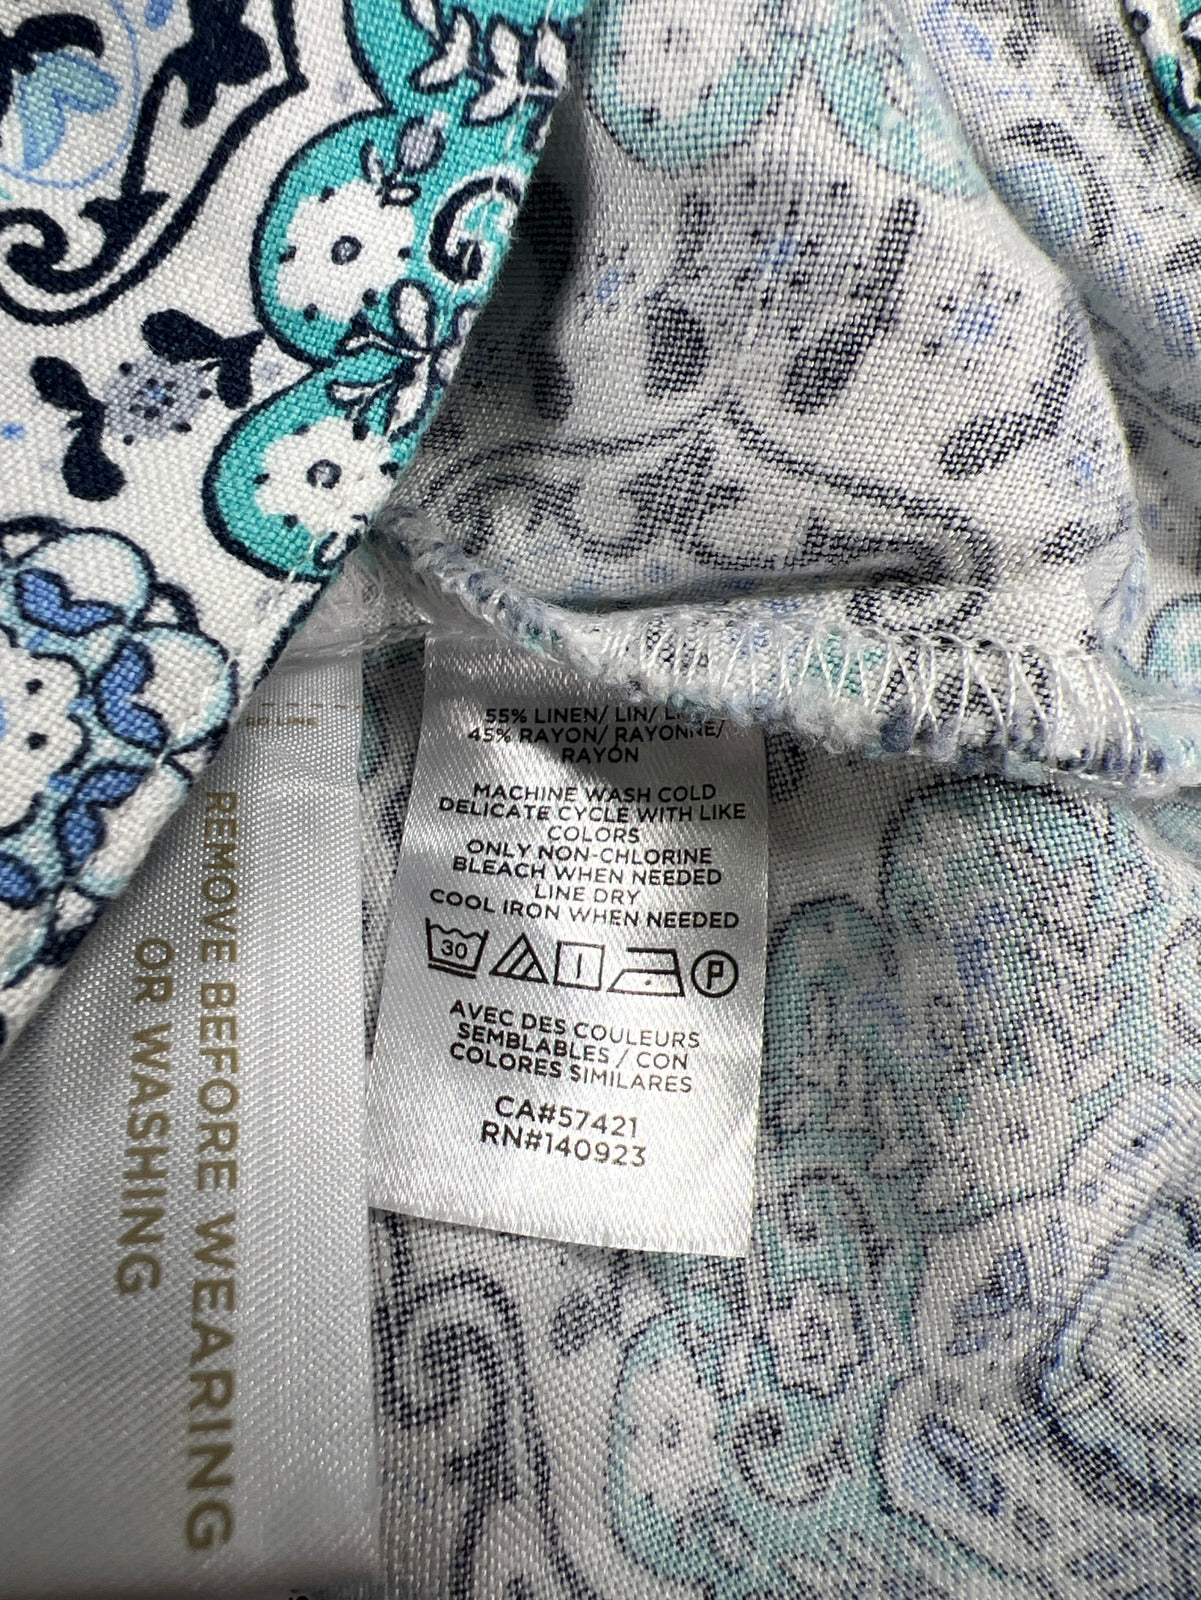 55% LINEN/ LIN/
45% RAYON/ RAYONNE/
RAYON
MACHINE WASH COLD
DELICATE CYCLE WITH LIKE
COLORS
ONLY NON-CHLORINE
BLEACH WHEN NEEDED
LINE DRY
COOL IRON WHEN NEEDED
30 P
AVEC DES COULEURS
SEMBLABLES / CON
COLORES SIMILARES
CA#57421
RN#140923
LINE
REMOVE BEFORE WEARING
OR WASHING